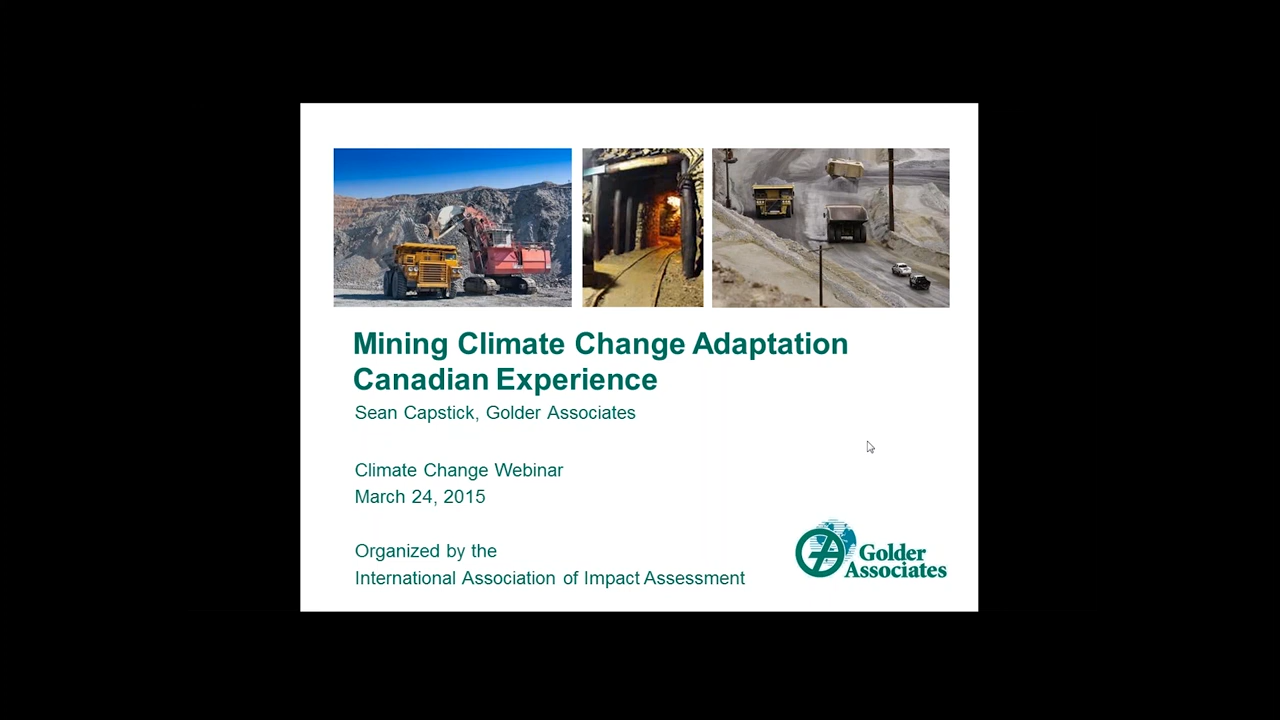 Mining Climate Change Adaptation
Canadian Experience
Sean Capstick, Golder Associates
Climate Change Webinar
March 24, 2015
Organized by the
International Association of Impact Assessment
Golder
Associates